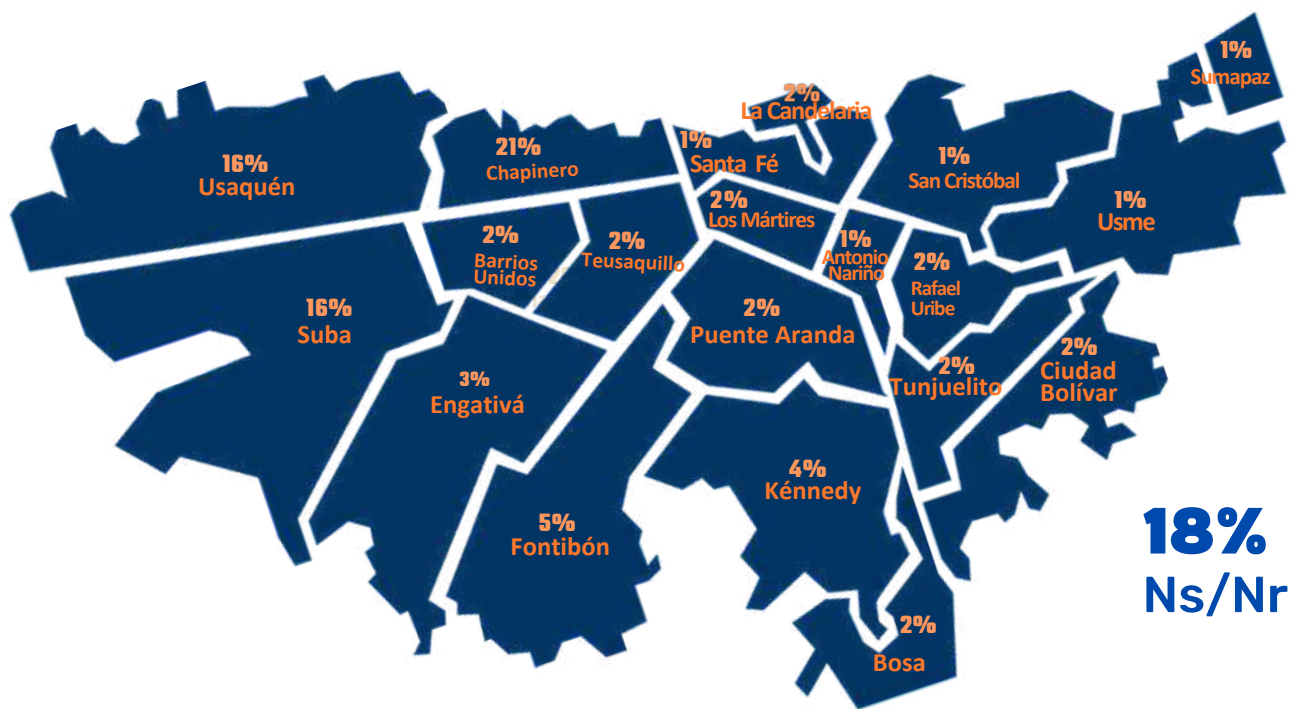 1%
Sumapaz
2%
La Candelaria
16%
Usaquén
21%
Chapinero
1%
Santa Fé
1%
San Cristóbal
1%
Usme
2%
Los Mártires
2%
Barrios
Unidos
2%
Teusaquillo
1%
Antonio
Nariño
2%
Rafael
Uribe
16%
Suba
2%
Puente Aranda
3%
Engativá
2%
Tunjuelito
2%
Ciudad
Bolívar
4%
Kénnedy
5%
Fontibón
18%
Ns/Nr
2%
Bosa